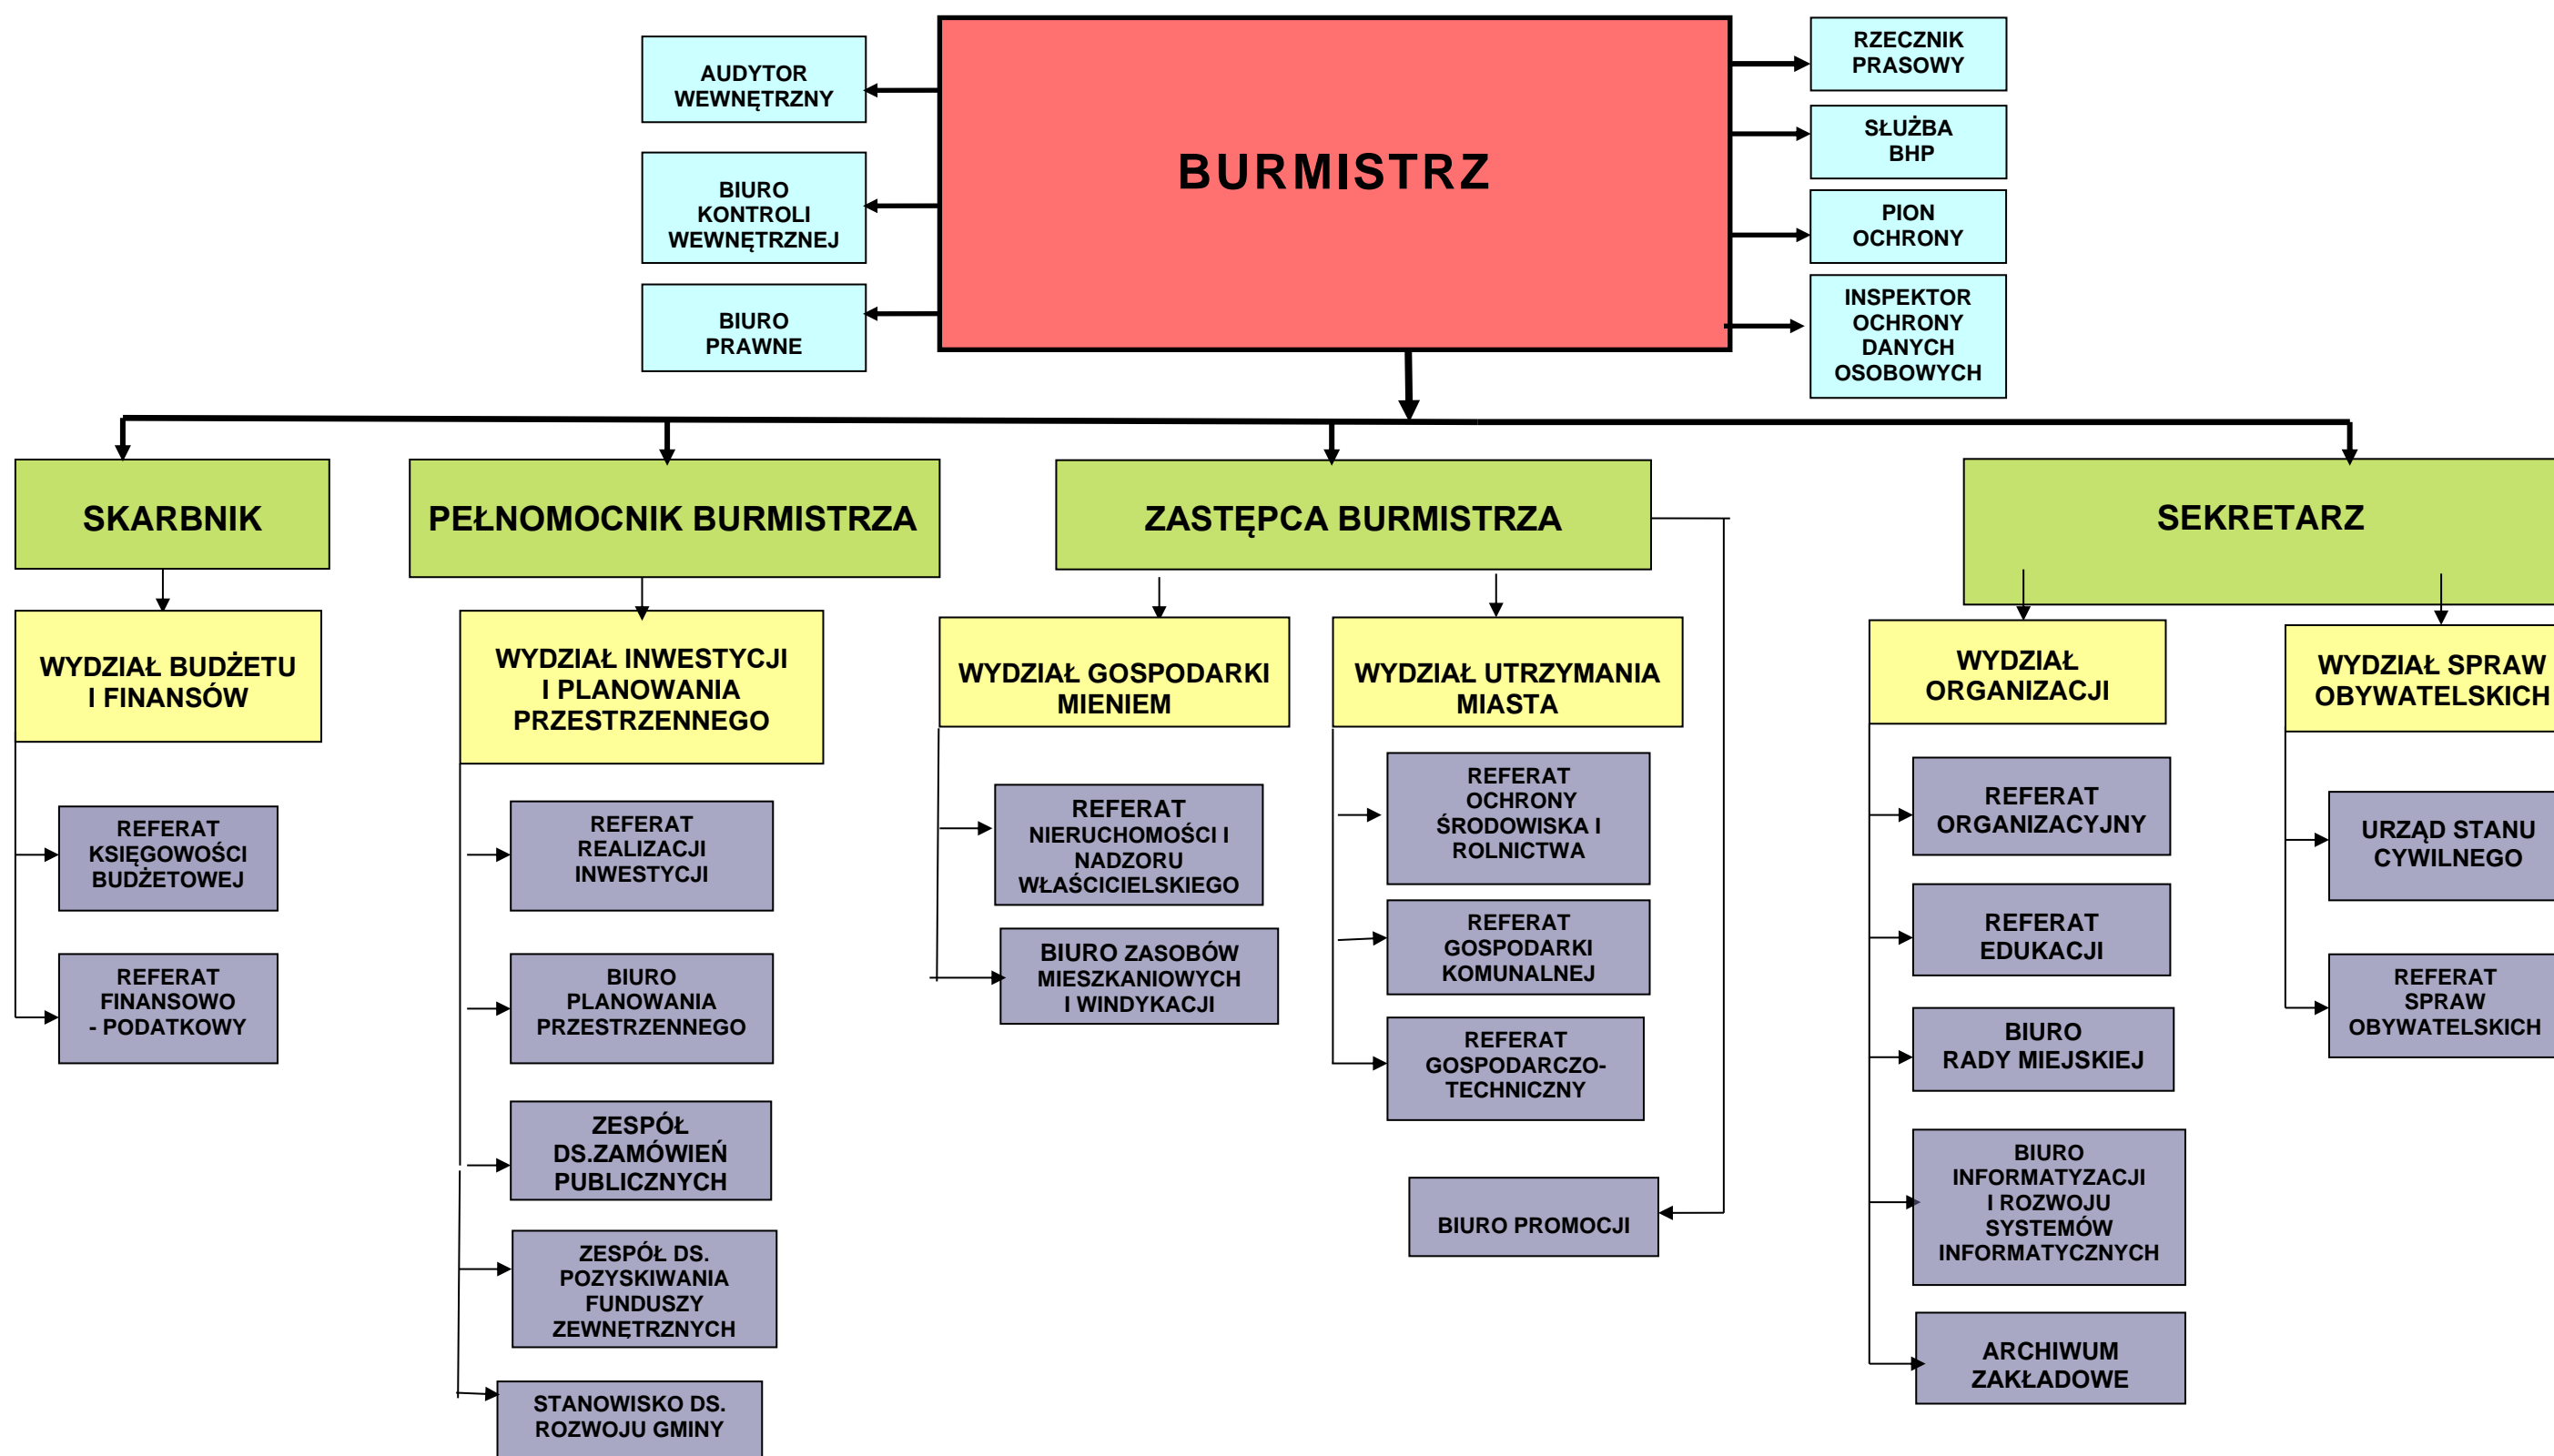 BURMISTRZ
AUDYTOR
WEWNĘTRZNY
BIURO
KONTROLI
WEWNĘTRZNEJ
BIURO
PRAWNE
RZECZNIK
PRASOWY
SŁUŻBA
BHP
PION
OCHRONY
INSPEKTOR
OCHRONY
DANYCH
OSOBOWYCH
SKARBNIK
PEŁNOMOCNIK BURMISTRZA
ZASTĘPCA BURMISTRZA
SEKRETARZ
WYDZIAŁ BUDŻETU
I FINANSÓW
REFERAT
KSIĘGOWOŚCI
BUDŻETOWEJ
REFERAT
FINANSOWO
- PODATKOWY
WYDZIAŁ INWESTYCJI
I PLANOWANIA
PRZESTRZENNEGO
REFERAT
REALIZACJI
INWESTYCJI
BIURO
PLANOWANIA
PRZESTRZENNEGO
ZESPÓŁ
DS.ZAMÓWIEŃ
PUBLICZNYCH
ZESPÓŁ DS.
POZYSKIWANIA
FUNDUSZY
ZEWNĘTRZNYCH
STANOWISKO DS.
ROZWOJU GMINY
WYDZIAŁ GOSPODARKI
MIENIEM
REFERAT
NIERUCHOMOŚCI I
NADZORU
WŁAŚCICIELSKIEGO
BIURO ZASOBÓW
MIESZKANIOWYCH
I WINDYKACJI
WYDZIAŁ UTRZYMANIA
MIASTA
REFERAT
OCHRONY
ŚRODOWISKA I
ROLNICTWA
REFERAT
GOSPODARKI
KOMUNALNEJ
REFERAT
GOSPODARCZO-
TECHNICZNY
BIURO PROMOCJI
WYDZIAŁ
ORGANIZACJI
REFERAT
ORGANIZACYJNY
REFERAT
EDUKACJI
BIURO
RADY MIEJSKIEJ
BIURO
INFORMATYZACJI
I ROZWOJU
SYSTEMÓW
INFORMATYCZNYCH
ARCHIWUM
ZAKŁADOWE
WYDZIAŁ SPRAW
OBYWATELSKICH
URZĄD STANU
CYWILNEGO
REFERAT
SPRAW
OBYWATELSKICH